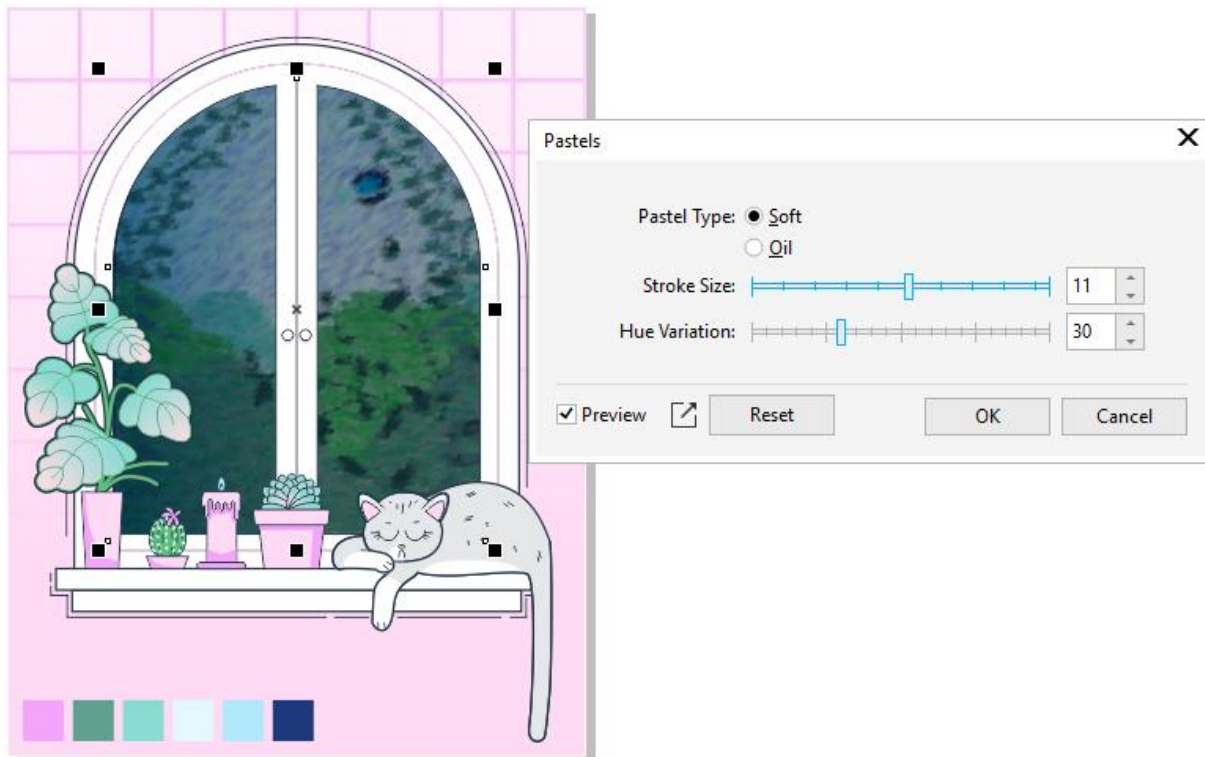 Pastels
Pastel Type: Soft
Oil
Stroke Size: 11
Hue Variation: 30
Preview Reset OK Cancel